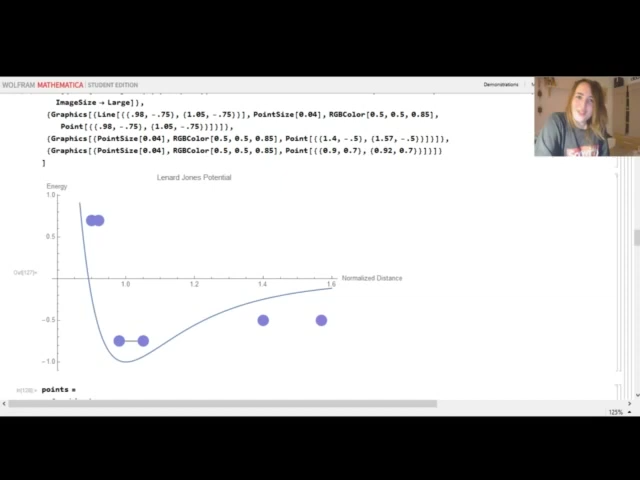 WOLFRAM MATHEMATICA | STUDENT EDITION
Demonstrations
ImageSize → Large]},
{Graphics[{Line[{{.98, -.75}, {1.05, -.75}}], PointSize[0.04], RGBColor[0.5, 0.5, 0.85],
Point[{{.98, -.75}, {1.05, -.75}}]}]},
{Graphics[{PointSize[0.04], RGBColor[0.5, 0.5, 0.85], Point[{{1.4, -.5}, {1.57, -.5}}]}]},
{Graphics[{PointSize[0.04], RGBColor[0.5, 0.5, 0.85], Point[{{0.9, 0.7}, {0.92, 0.7}}]}]}
]
Lenard Jones Potential
Energy
1.0
0.5
Out[127]=
Normalized Distance
1.0
1.2
1.4
1.6
-0.5
-1.0
In[128]:=
points =
125%